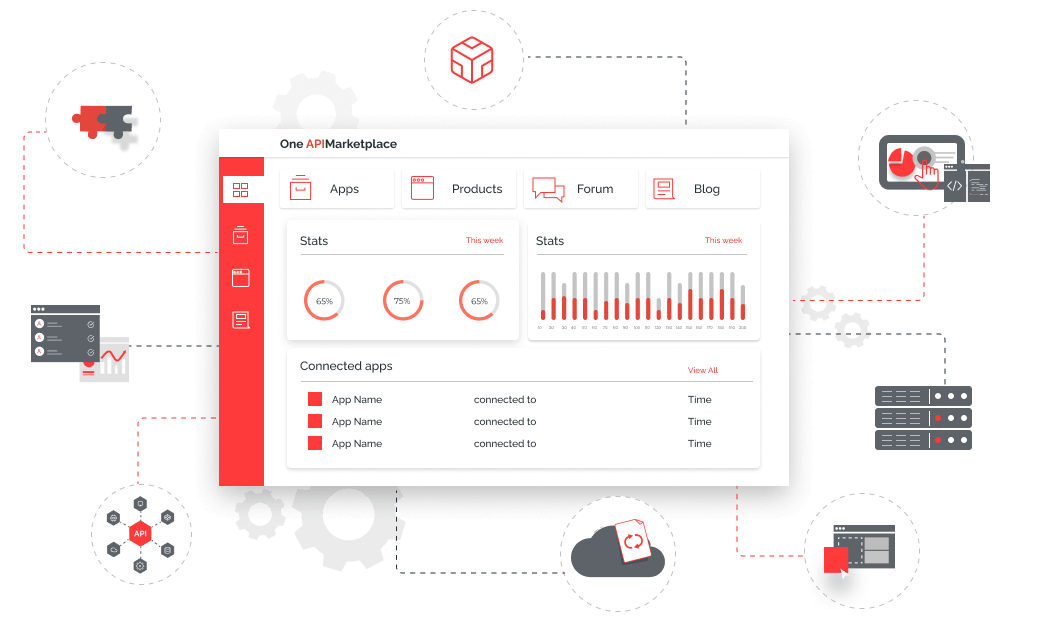 One APIMarketplace
Apps
Products
Forum
Blog
Stats
This week
65%
75%
65%
Stats
This week
Connected apps
View All
App Name connected to Time
App Name connected to Time
App Name connected to Time
API